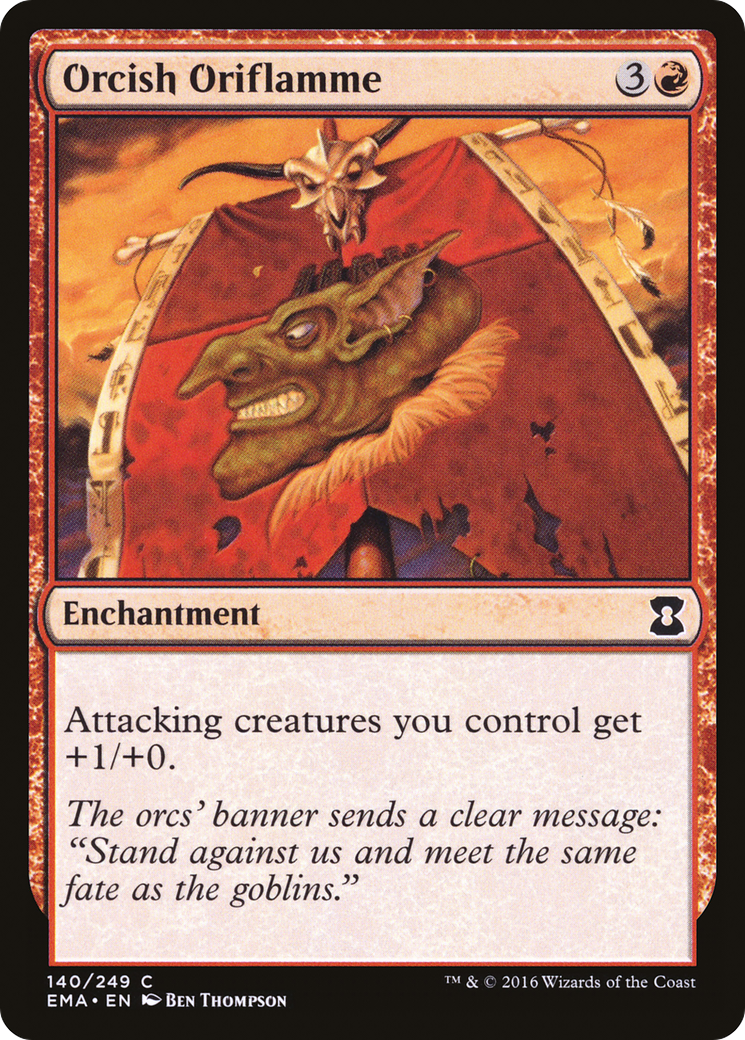 Orcish Oriflamme 3
Enchantment
Attacking creatures you control get
+1/+0.
The orcs’ banner sends a clear message:
“Stand against us and meet the same
fate as the goblins.”
140/249 C
EMA • EN Ben Thompson
™ & © 2016 Wizards of the Coast